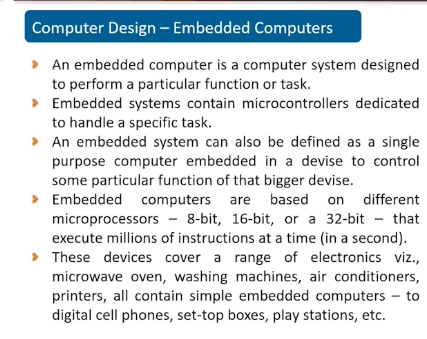 Computer Design – Embedded Computers
An embedded computer is a computer system designed
to perform a particular function or task.
Embedded systems contain microcontrollers dedicated
to handle a specific task.
An embedded system can also be defined as a single
purpose computer embedded in a devise to control
some particular function of that bigger devise.
Embedded computers are based on different
microprocessors – 8-bit, 16-bit, or a 32-bit – that
execute millions of instructions at a time (in a second).
These devices cover a range of electronics viz.,
microwave oven, washing machines, air conditioners,
printers, all contain simple embedded computers – to
digital cell phones, set-top boxes, play stations, etc.